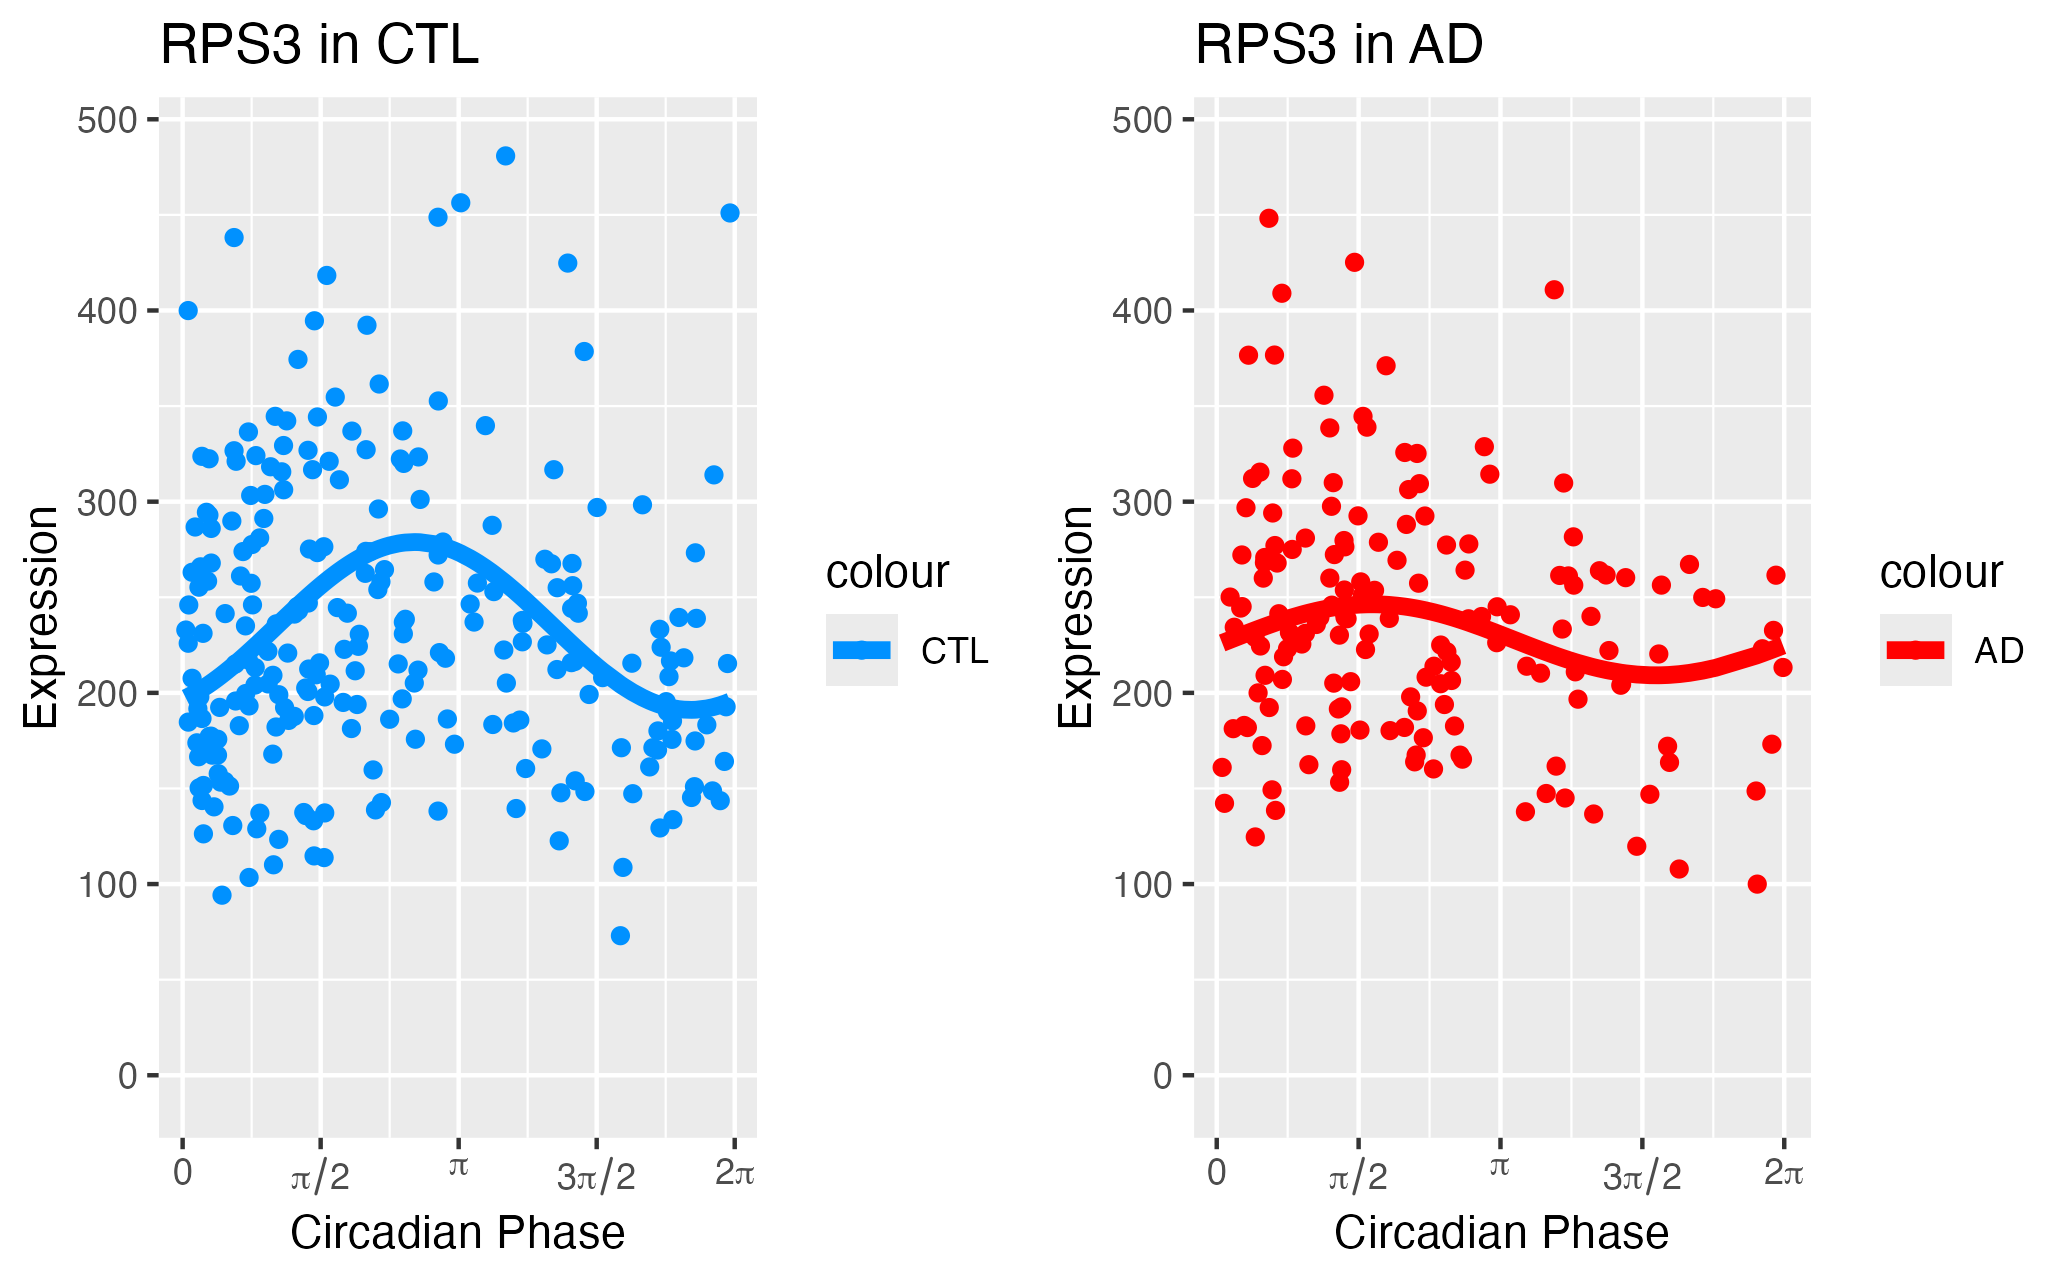 RPS3 in CTL
500
400
300
200
100
0
Expression
0 π/2 π 3π/2 2π
Circadian Phase
colour
CTL
RPS3 in AD
500
400
300
200
100
0
Expression
0 π/2 π 3π/2 2π
Circadian Phase
colour
AD